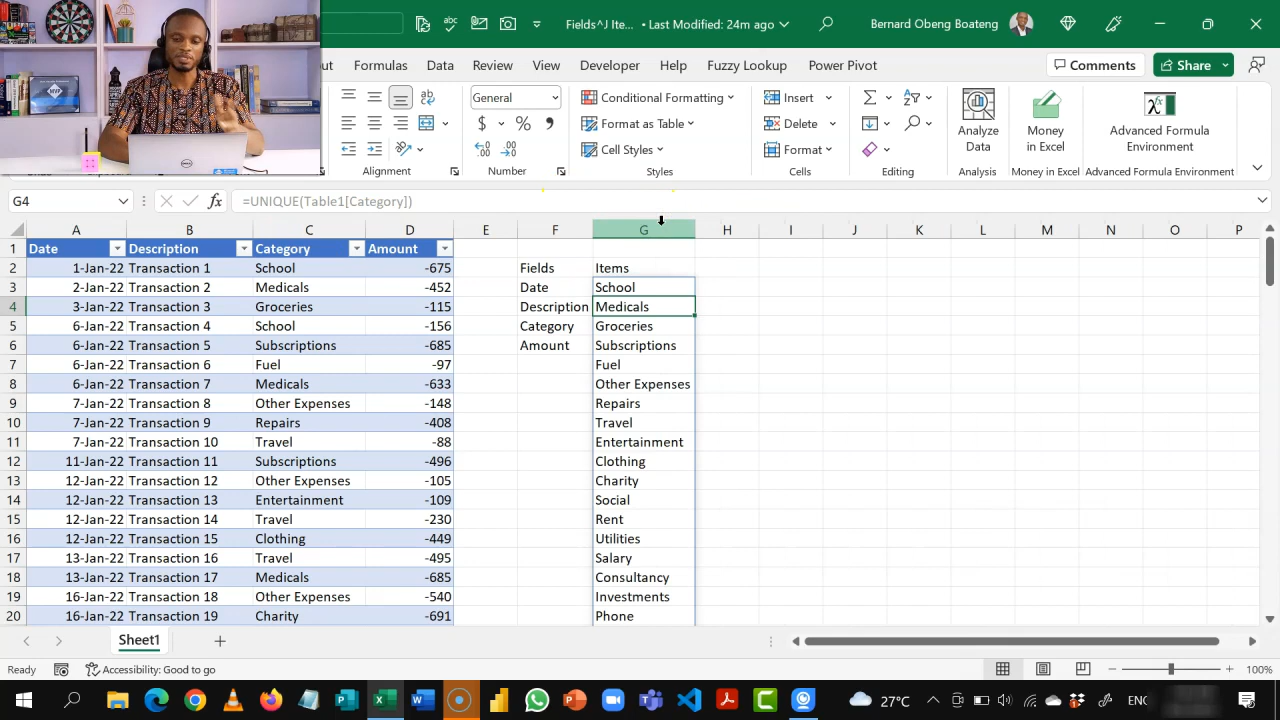 Fields^J Ite... • Last Modified: 24m ago
Bernard Obeng Boateng
ut Formulas Data Review View Developer Help Fuzzy Lookup Power Pivot
Comments Share
General
Conditional Formatting
Format as Table
Cell Styles
Insert
Delete
Format
Analyze Data
Money in Excel
Advanced Formula Environment
Alignment Number Styles Cells Editing Analysis Money in Excel Advanced Formula Environment
G4 fx =UNIQUE(Table1[Category])
A B C D E F G H I J K L M N O P
1 Date Description Category Amount
2 1-Jan-22 Transaction 1 School -675 Fields Items
3 2-Jan-22 Transaction 2 Medicals -452 Date School
4 3-Jan-22 Transaction 3 Groceries -115 Description Medicals
5 6-Jan-22 Transaction 4 School -156 Category Groceries
6 6-Jan-22 Transaction 5 Subscriptions -685 Amount Subscriptions
7 6-Jan-22 Transaction 6 Fuel -97 Fuel
8 6-Jan-22 Transaction 7 Medicals -633 Other Expenses
9 7-Jan-22 Transaction 8 Other Expenses -148 Repairs
10 7-Jan-22 Transaction 9 Repairs -408 Travel
11 7-Jan-22 Transaction 10 Travel -88 Entertainment
12 11-Jan-22 Transaction 11 Subscriptions -496 Clothing
13 12-Jan-22 Transaction 12 Other Expenses -105 Charity
14 12-Jan-22 Transaction 13 Entertainment -109 Social
15 12-Jan-22 Transaction 14 Travel -230 Rent
16 12-Jan-22 Transaction 15 Clothing -449 Utilities
17 13-Jan-22 Transaction 16 Travel -495 Salary
18 13-Jan-22 Transaction 17 Medicals -685 Consultancy
19 16-Jan-22 Transaction 18 Other Expenses -540 Investments
20 16-Jan-22 Transaction 19 Charity -691 Phone
Sheet1
Ready Accessibility: Good to go 100%
27°C ENG